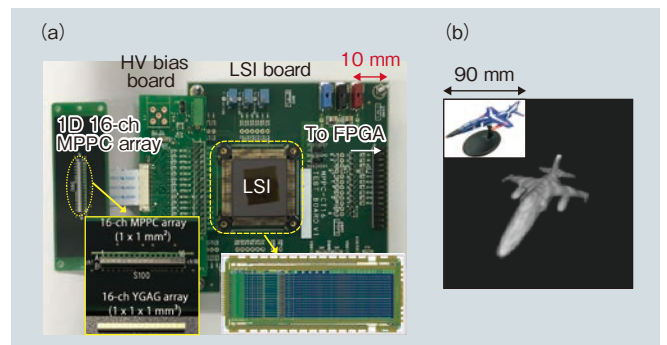 (a)
HV bias
board
LSI board
10 mm
1D 16-ch
MPPC array
To FPGA
LSI
16-ch MPPC array
(1 x 1 mm²)
S100
16-ch YGAG array
(1 x 1 x 1 mm³)
(b)
90 mm